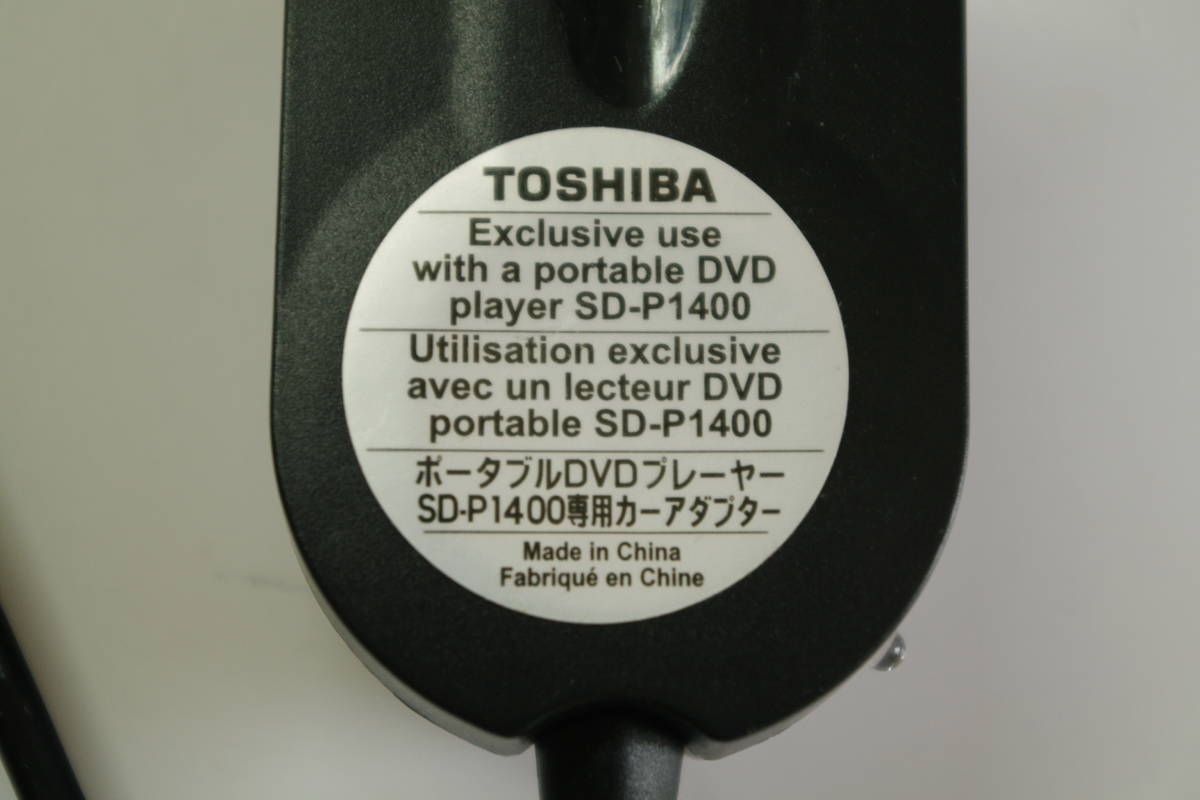 TOSHIBA
Exclusive use
with a portable DVD
player SD-P1400
Utilisation exclusive
avec un lecteur DVD
portable SD-P1400
ポータブルDVDプレーヤー
SD-P1400専用カーアダプター
Made in China
Fabriqué en Chine